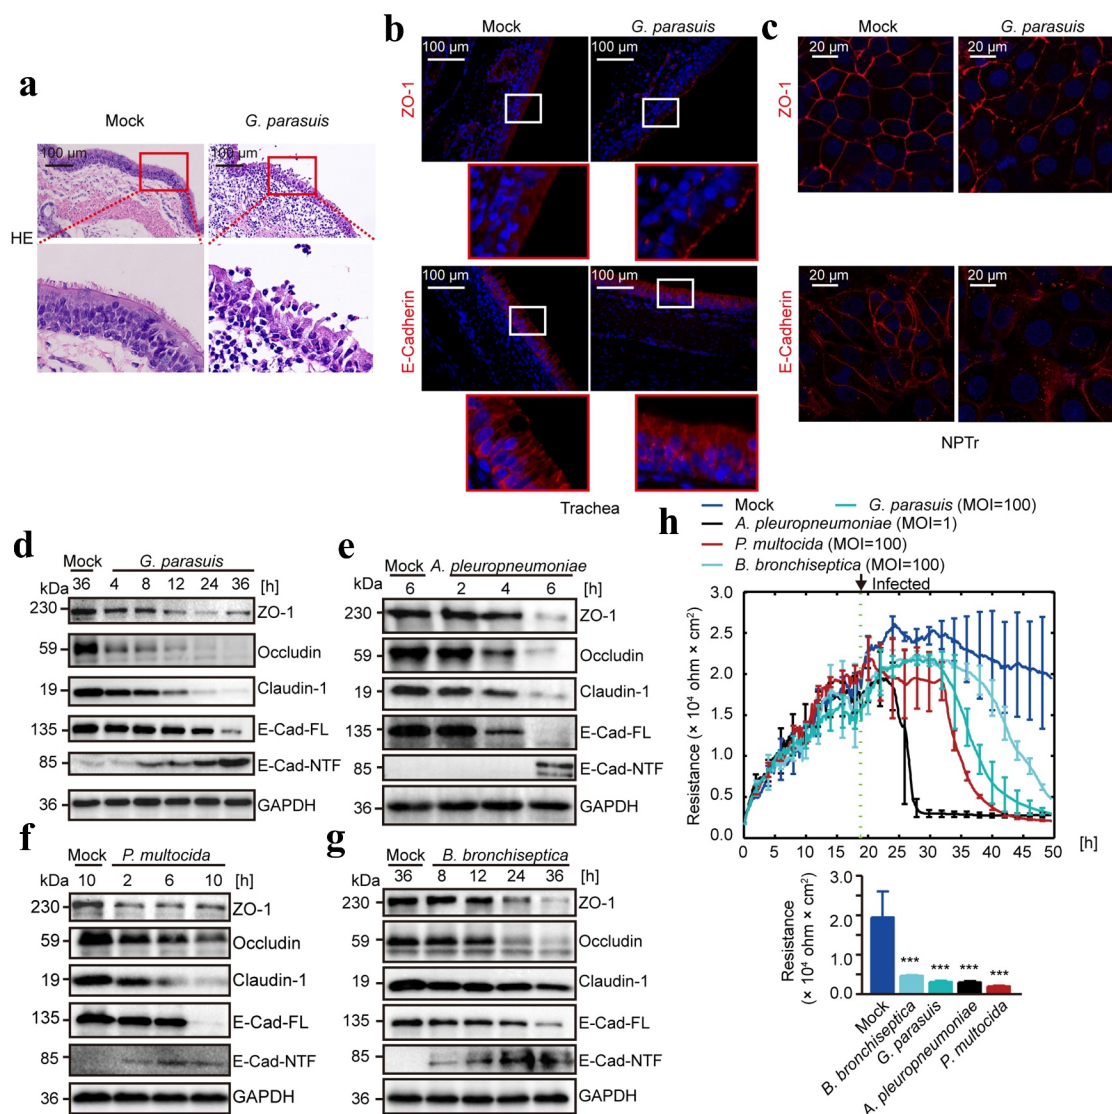 a
Mock G. parasuis
100 µm 100 µm
HE
b
Mock G. parasuis
100 µm 100 µm
ZO-1
100 µm 100 µm
E-Cadherin
Trachea
c
Mock G. parasuis
20 µm 20 µm
ZO-1
20 µm 20 µm
E-Cadherin
NPTr
d
Mock G. parasuis
kDa 36 4 8 12 24 36 [h]
230 ZO-1
59 Occludin
19 Claudin-1
135 E-Cad-FL
85 E-Cad-NTF
36 GAPDH
e
Mock A. pleuropneumoniae
kDa 6 2 4 6 [h]
230 ZO-1
59 Occludin
19 Claudin-1
135 E-Cad-FL
85 E-Cad-NTF
36 GAPDH
f
Mock P. multocida
kDa 10 2 6 10 [h]
230 ZO-1
59 Occludin
19 Claudin-1
135 E-Cad-FL
85 E-Cad-NTF
36 GAPDH
g
Mock B. bronchiseptica
kDa 36 8 12 24 36 [h]
230 ZO-1
59 Occludin
19 Claudin-1
135 E-Cad-FL
85 E-Cad-NTF
36 GAPDH
h
Mock G. parasuis (MOI=100)
A. pleuropneumoniae (MOI=1)
P. multocida (MOI=100)
B. bronchiseptica (MOI=100)
Infected
Resistance (× 10⁴ ohm × cm²)
3.0
2.5
2.0
1.5
1.0
0.5
0.0
0 5 10 15 20 25 30 35 40 45 50 [h]
Resistance
(× 10⁴ ohm × cm²)
3.0
2.0
1.0
0.0
*** *** *** ***
Mock
B. bronchiseptica
G. parasuis
A. pleuropneumoniae
P. multocida